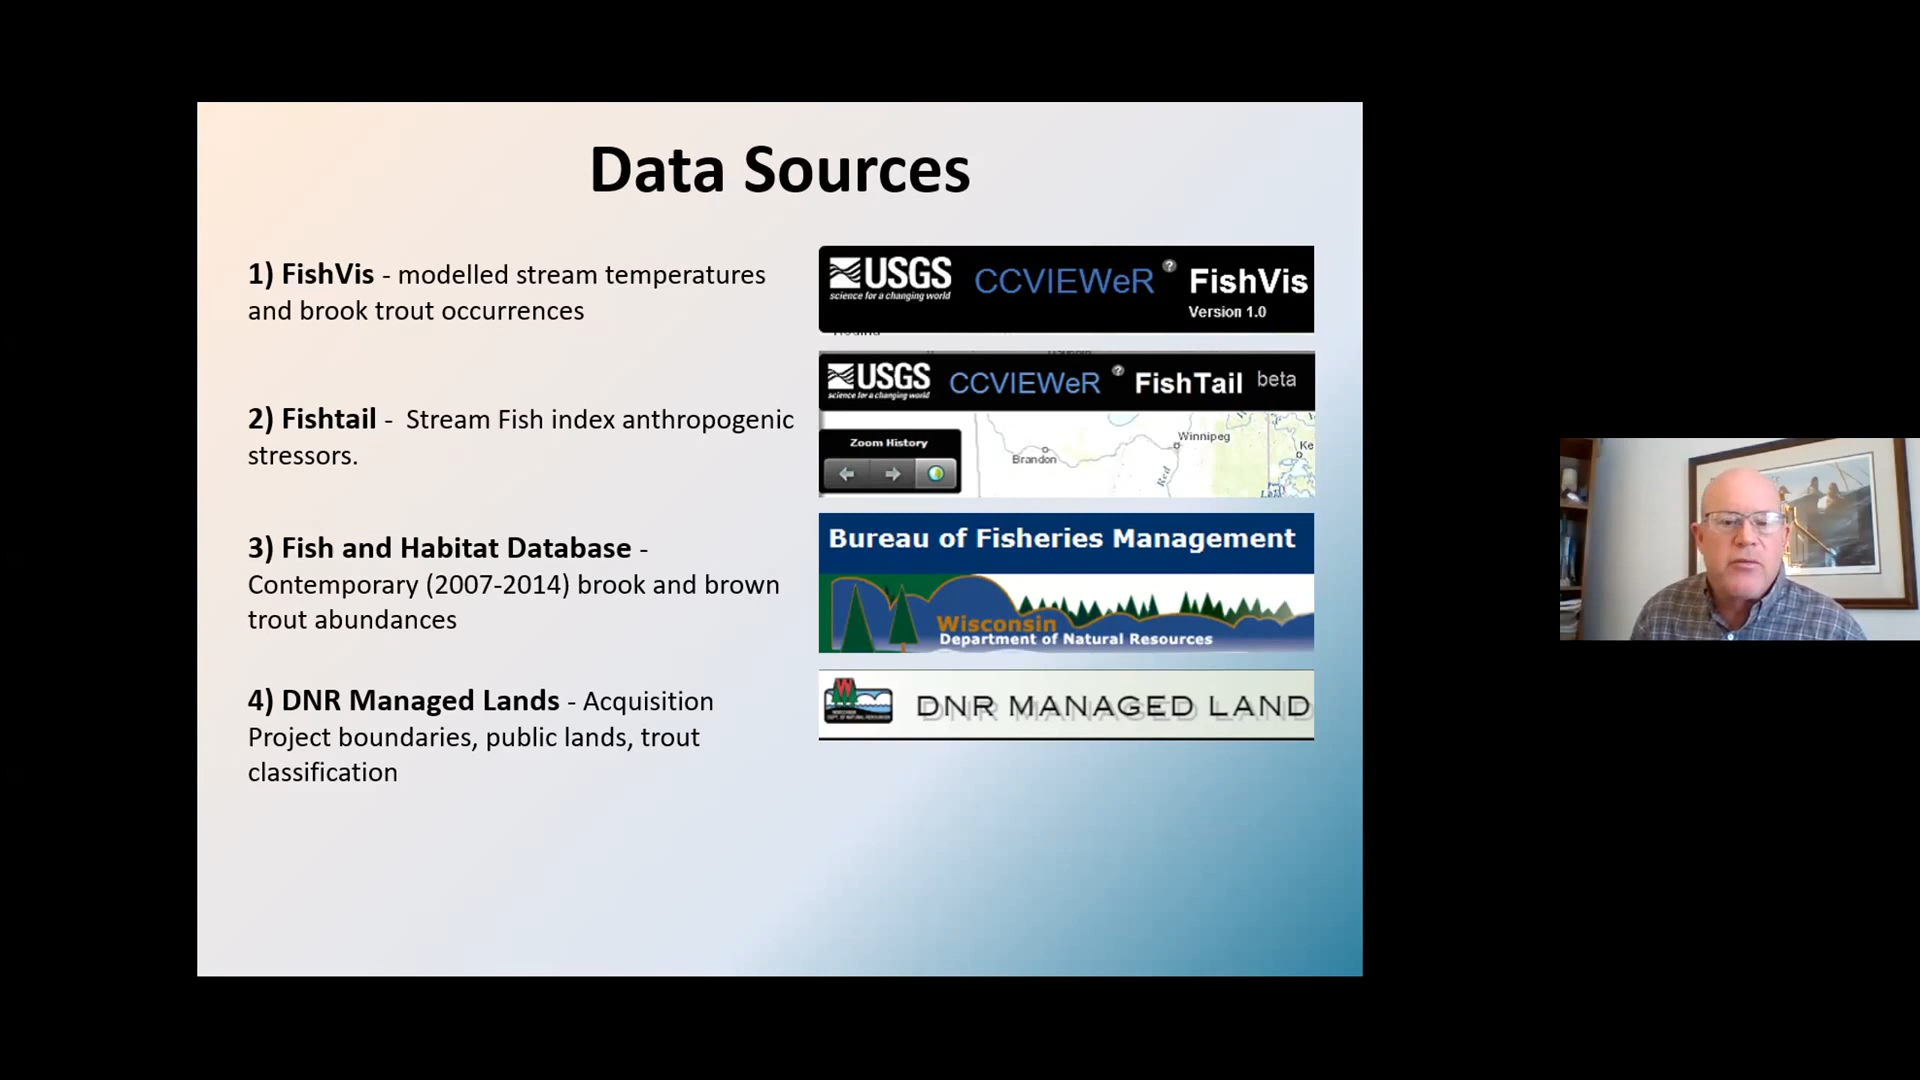 Data Sources
1) FishVis - modelled stream temperatures
and brook trout occurrences
2) Fishtail -  Stream Fish index anthropogenic
stressors.
3) Fish and Habitat Database -
Contemporary (2007-2014) brook and brown
trout abundances
4) DNR Managed Lands - Acquisition
Project boundaries, public lands, trout
classification
USGS CCVIEWeR ? FishVis
science for a changing world
Version 1.0
USGS CCVIEWeR ? FishTail beta
science for a changing world
Zoom History
Winnipeg
Brandon
Ke
Red
Bureau of Fisheries Management
Wisconsin
Department of Natural Resources
W
DNR MANAGED LAND